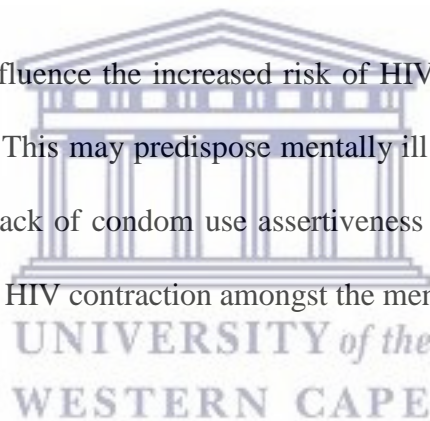 fluence the increased risk of HIV
This may predispose mentally ill
ack of condom use assertiveness
HIV contraction amongst the mer
UNIVERSITY of the
WESTERN CAPE